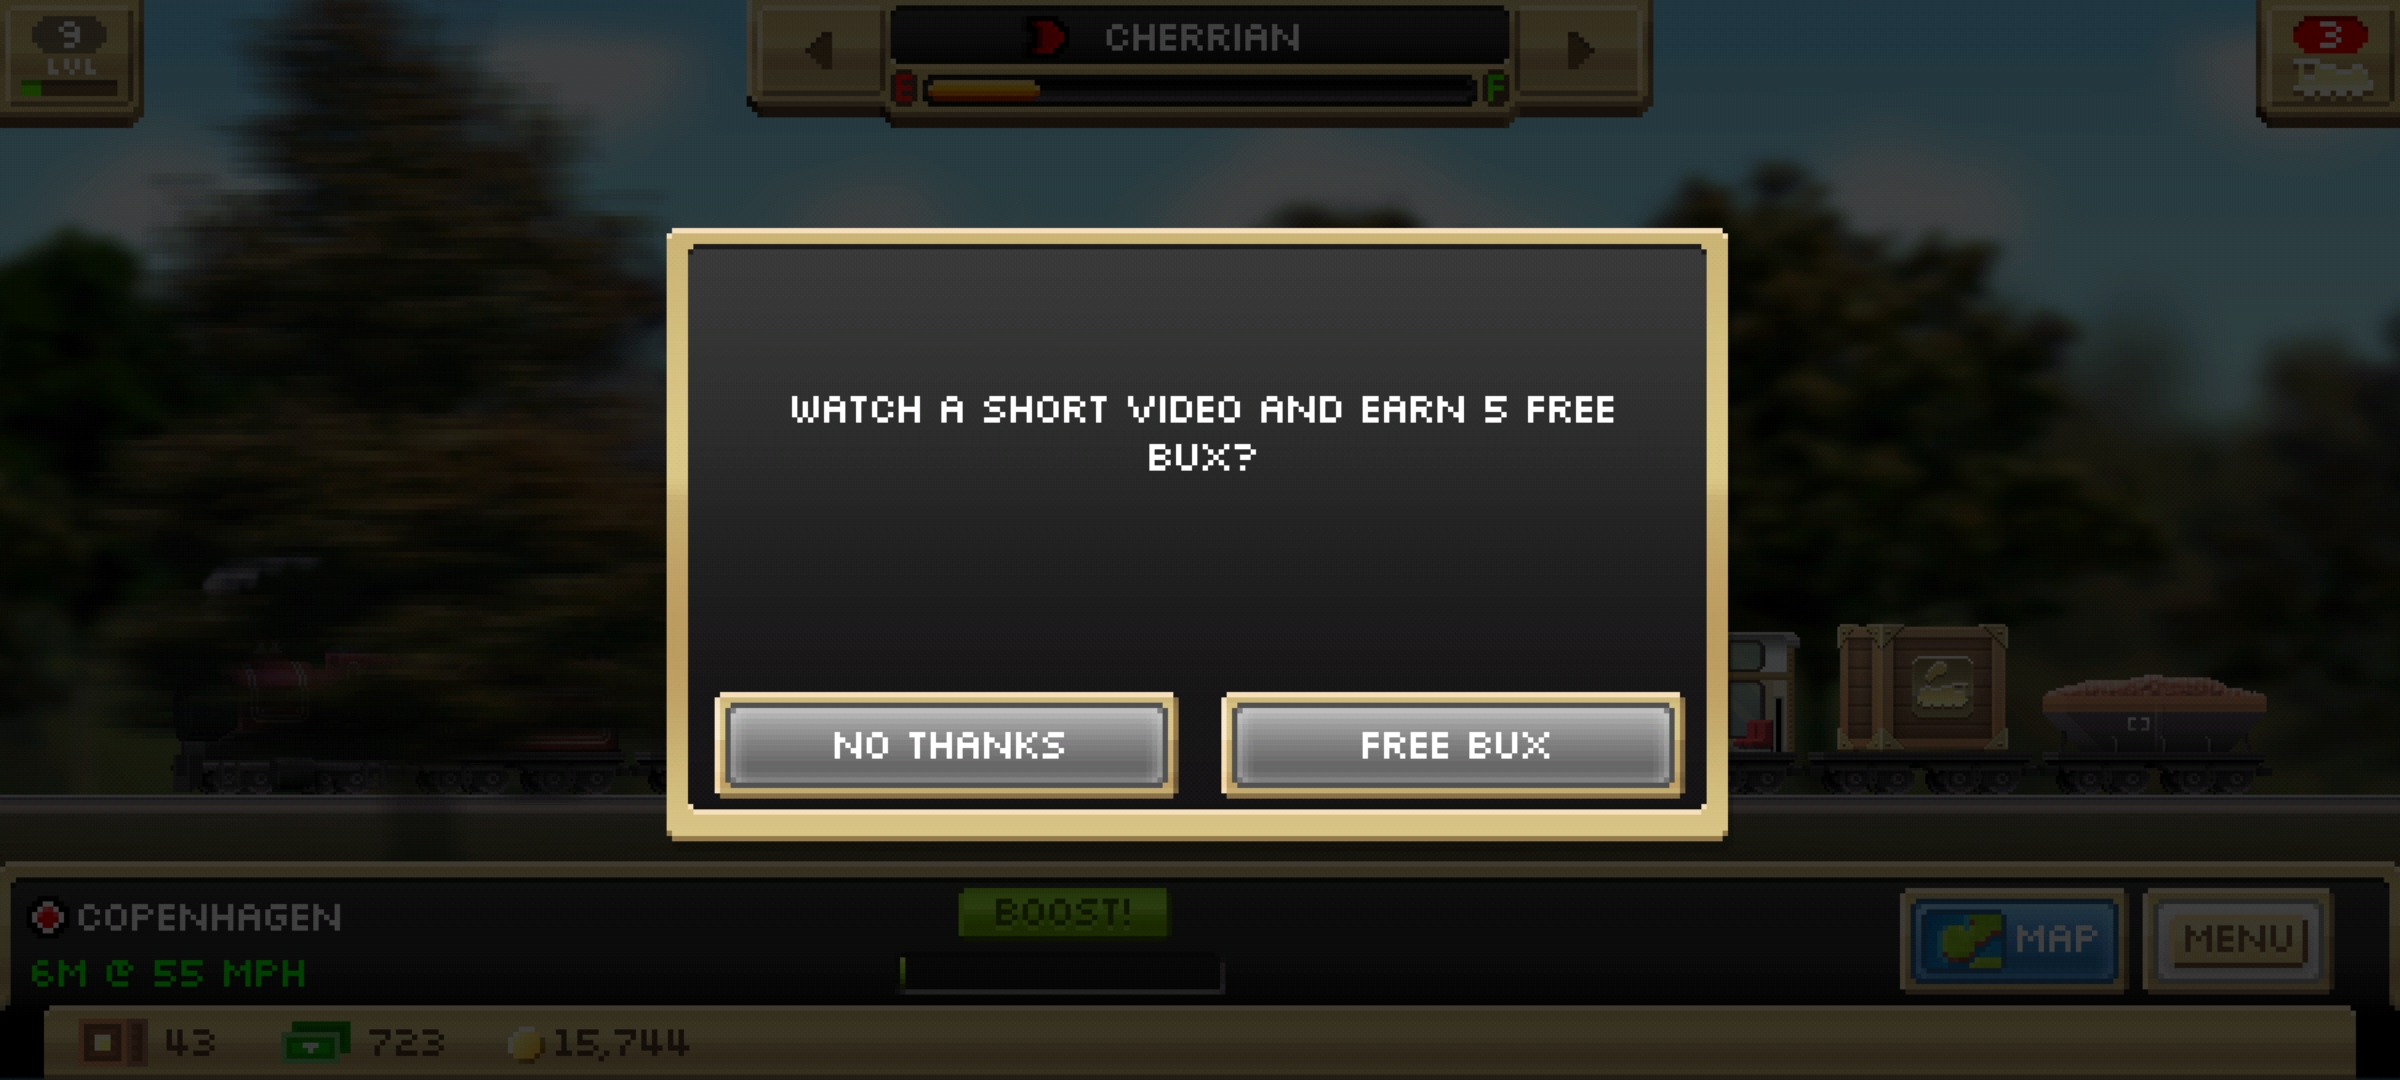 9
LVL
CHERRIAN
E F
3
WATCH A SHORT VIDEO AND EARN 5 FREE
BUX?
NO THANKS
FREE BUX
COPENHAGEN
6M @ 55 MPH
BOOST!
MAP
MENU
43
723
15,744